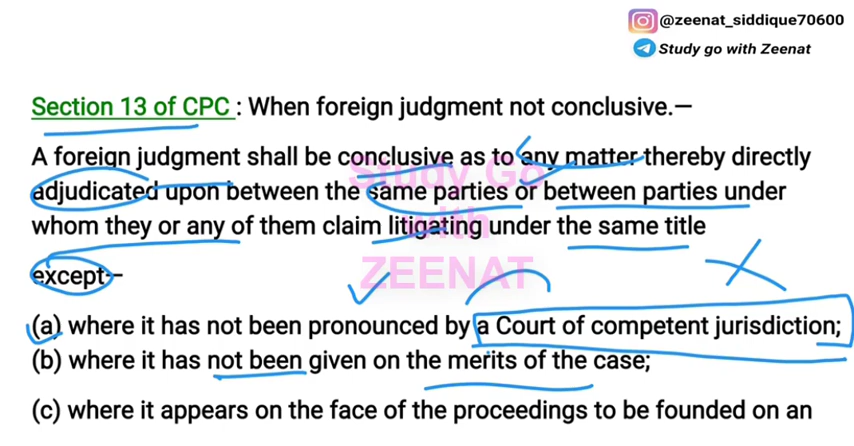 @zeenat_siddique70600
Study go with Zeenat
Section 13 of CPC : When foreign judgment not conclusive.—
A foreign judgment shall be conclusive as to any matter thereby directly
adjudicated upon between the same parties or between parties under
whom they or any of them claim litigating under the same title
except—
(a) where it has not been pronounced by a Court of competent jurisdiction;
(b) where it has not been given on the merits of the case;
(c) where it appears on the face of the proceedings to be founded on an
Study Go
with
ZEENAT